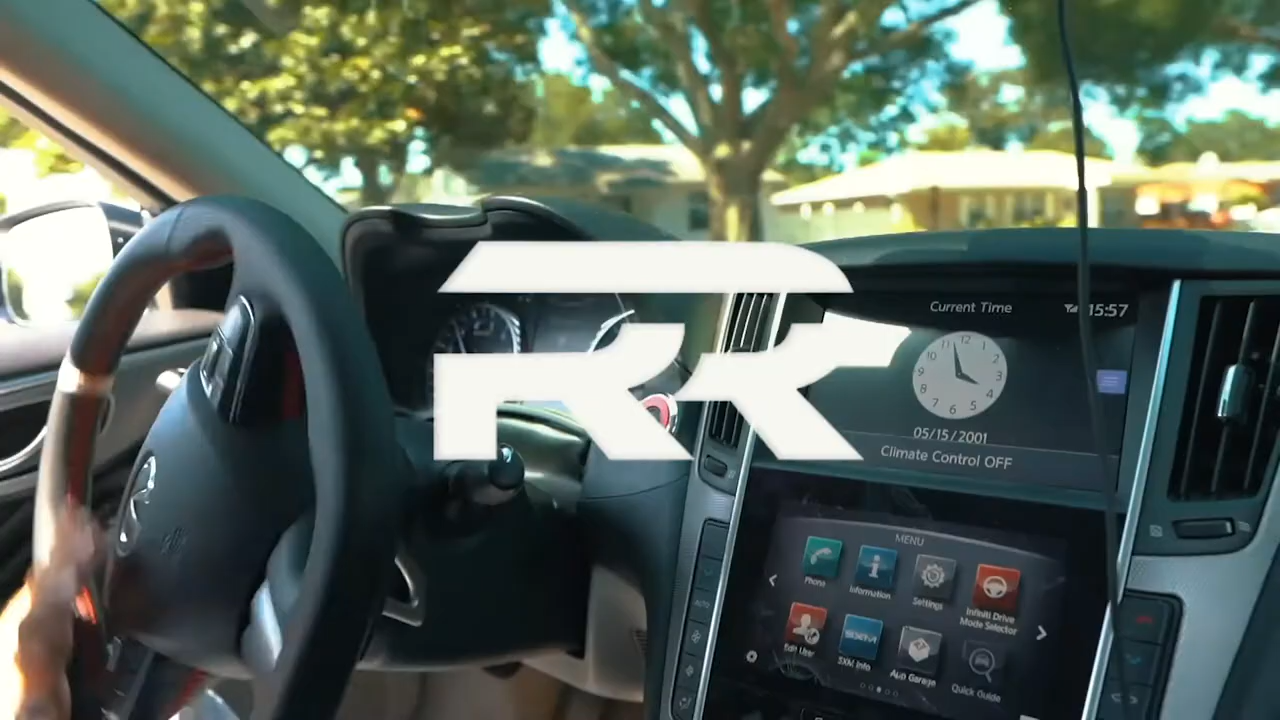 RR
Current Time
15:57
05/15/2001
Climate Control OFF
MENU
Phone
Information
Settings
Infiniti Drive
Mode Selector
Edit User
SXM Info
App Garage
Quick Guide
AUTO